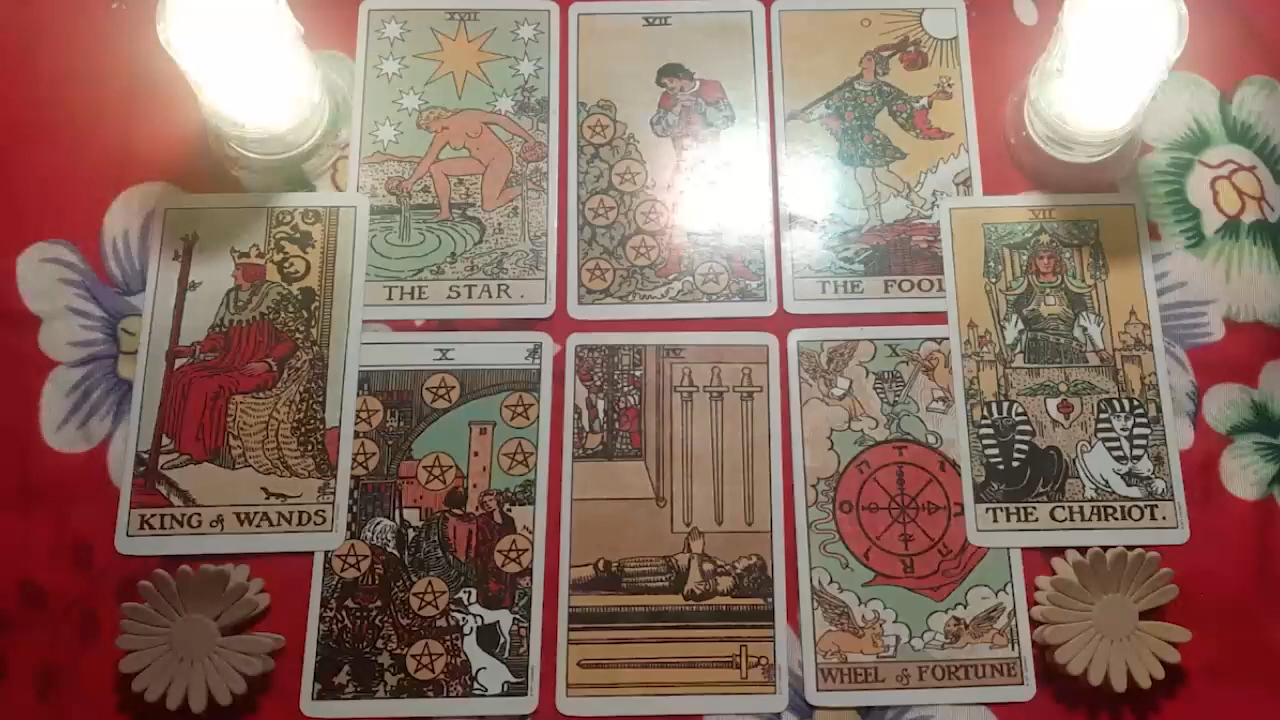 XVII
VII
THE STAR.
THE FOOL
VII
KING of WANDS
THE CHARIOT.
X
IV
X
WHEEL of FORTUNE